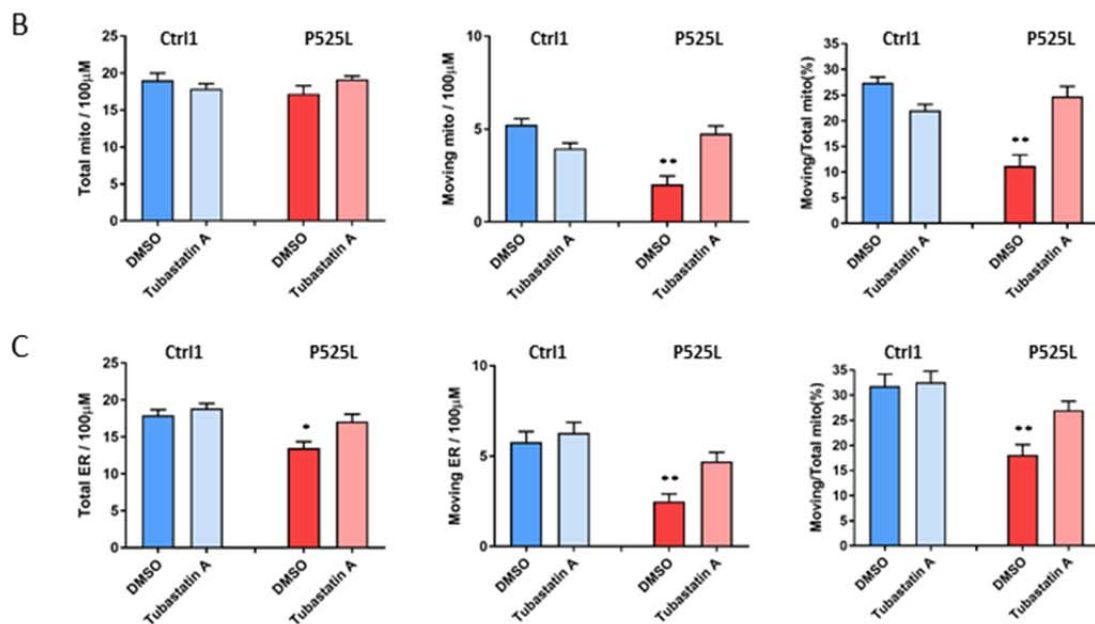 B
Ctrl1 P525L
Total mito / 100μM
25
20
15
10
5
0
DMSO
Tubastatin A
DMSO
Tubastatin A
Ctrl1 P525L
Moving mito / 100μM
10
5
0
DMSO
Tubastatin A
DMSO
Tubastatin A
Ctrl1 P525L
Moving/Total mito(%)
35
30
25
20
15
10
5
0
**
DMSO
Tubastatin A
DMSO
Tubastatin A
C
Ctrl1 P525L
Total ER / 100μM
25
20
15
10
5
0
*
DMSO
Tubastatin A
DMSO
Tubastatin A
Ctrl1 P525L
Moving ER / 100μM
10
5
0
**
DMSO
Tubastatin A
DMSO
Tubastatin A
Ctrl1 P525L
Moving/Total mito(%)
35
30
25
20
15
10
5
0
**
DMSO
Tubastatin A
DMSO
Tubastatin A